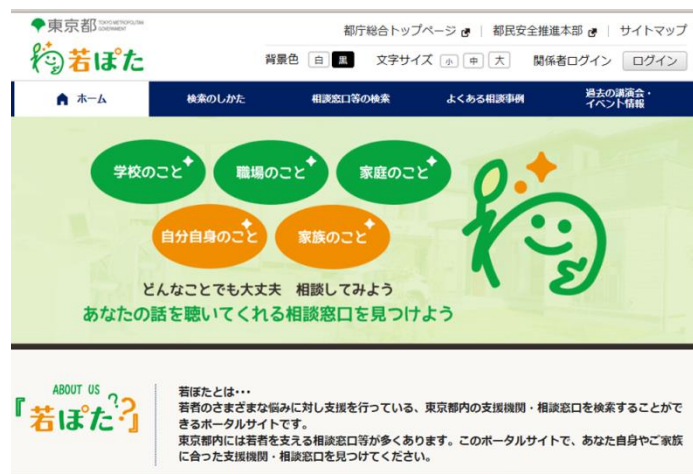 東京都 TOKYO METROPOLITAN GOVERNMENT
都庁総合トップページ | 都民安全推進本部 | サイトマップ
若ぽた
背景色 白 黒 文字サイズ 小 中 大 関係者ログイン ログイン
ホーム 検索のしかた 相談窓口等の検索 よくある相談事例 過去の講演会・
イベント情報
学校のこと 職場のこと 家庭のこと
自分自身のこと 家族のこと
どんなことでも大丈夫 相談してみよう
あなたの話を聴いてくれる相談窓口を見つけよう
ABOUT US
『若ぽた??』
若ぽたとは・・・
若者のさまざまな悩みに対し支援を行っている、東京都内の支援機関・相談窓口を検索することがで
きるポータルサイトです。
東京都内には若者を支える相談窓口等が多くあります。このポータルサイトで、あなた自身やご家族
に合った支援機関・相談窓口を見つけてください。